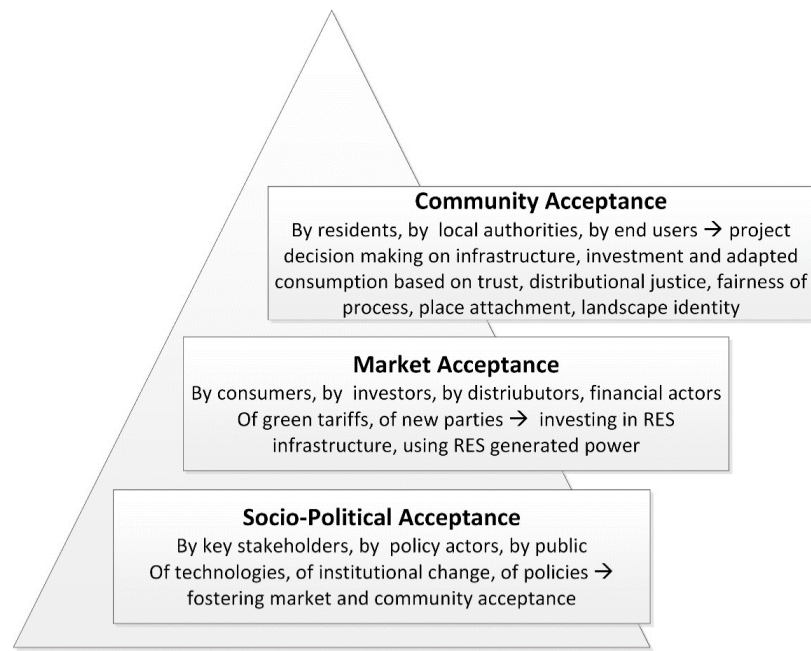 Community Acceptance
By residents, by local authorities, by end users → project
decision making on infrastructure, investment and adapted
consumption based on trust, distributional justice, fairness of
process, place attachment, landscape identity
Market Acceptance
By consumers, by investors, by distriubutors, financial actors
Of green tariffs, of new parties → investing in RES
infrastructure, using RES generated power
Socio-Political Acceptance
By key stakeholders, by policy actors, by public
Of technologies, of institutional change, of policies →
fostering market and community acceptance